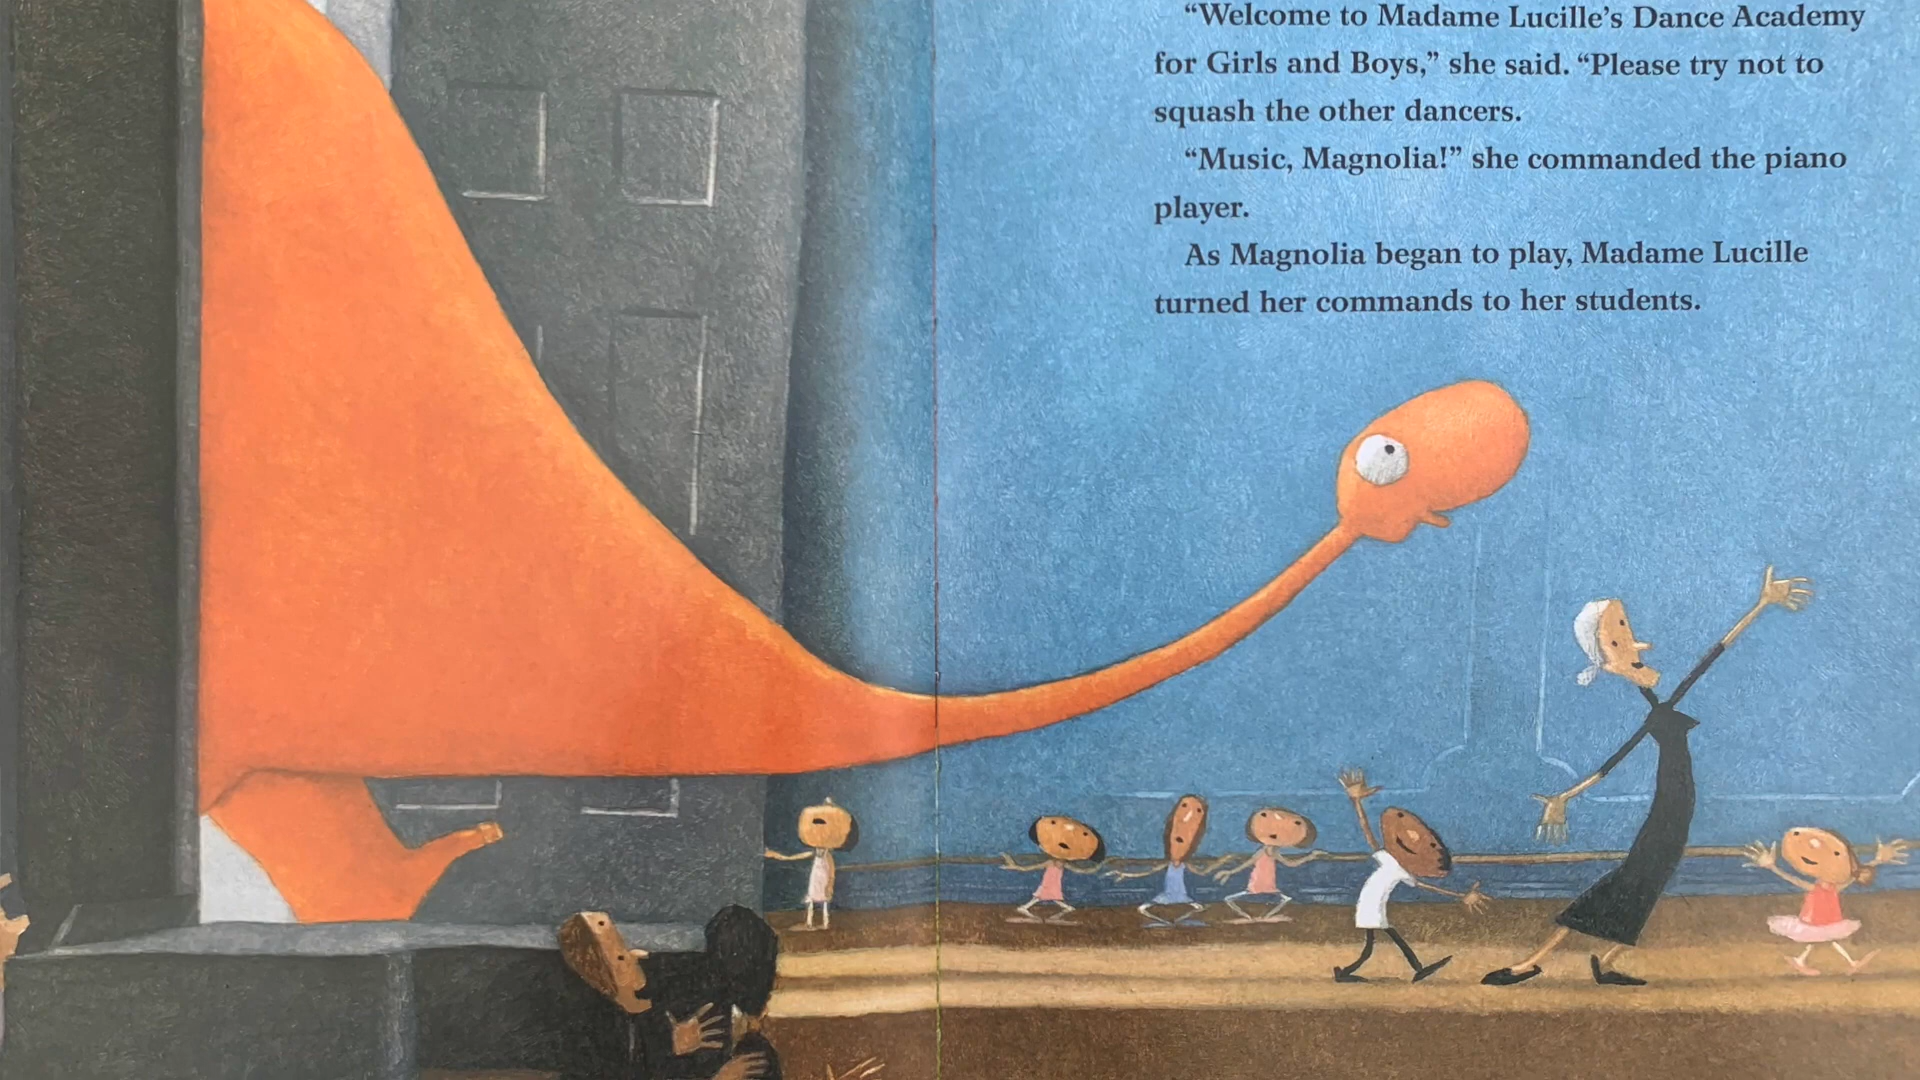 “Welcome to Madame Lucille’s Dance Academy
for Girls and Boys,” she said. “Please try not to
squash the other dancers.
“Music, Magnolia!” she commanded the piano
player.
As Magnolia began to play, Madame Lucille
turned her commands to her students.